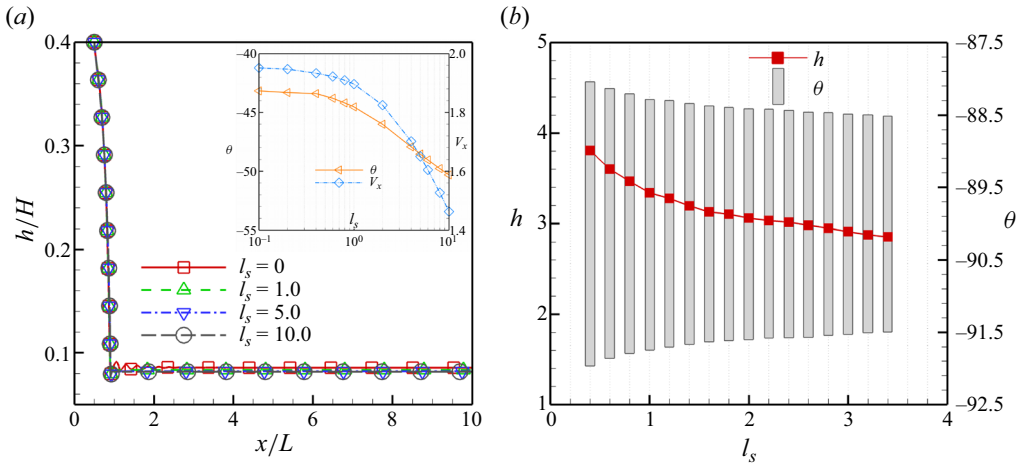 (a)
h/H
0.4
0.3
0.2
0.1
0 2 4 6 8 10
x/L
l_s = 0
l_s = 1.0
l_s = 5.0
l_s = 10.0
θ
–40
–45
–50
–55
2.0
1.8
1.6
1.4
V_x
θ
V_x
l_s
10^–1 10^0 10^1
(b)
h
5
4
3
2
1
0 1 2 3 4
l_s
h
θ
–87.5
–88.5
–89.5
–90.5
–91.5
–92.5
θ